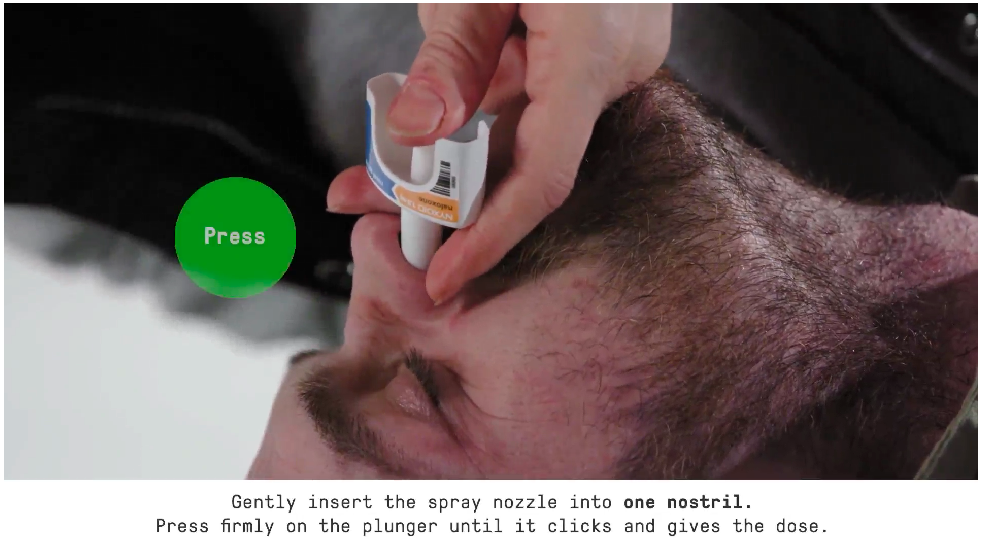 Press
naloxone
Gently insert the spray nozzle into one nostril.
Press firmly on the plunger until it clicks and gives the dose.